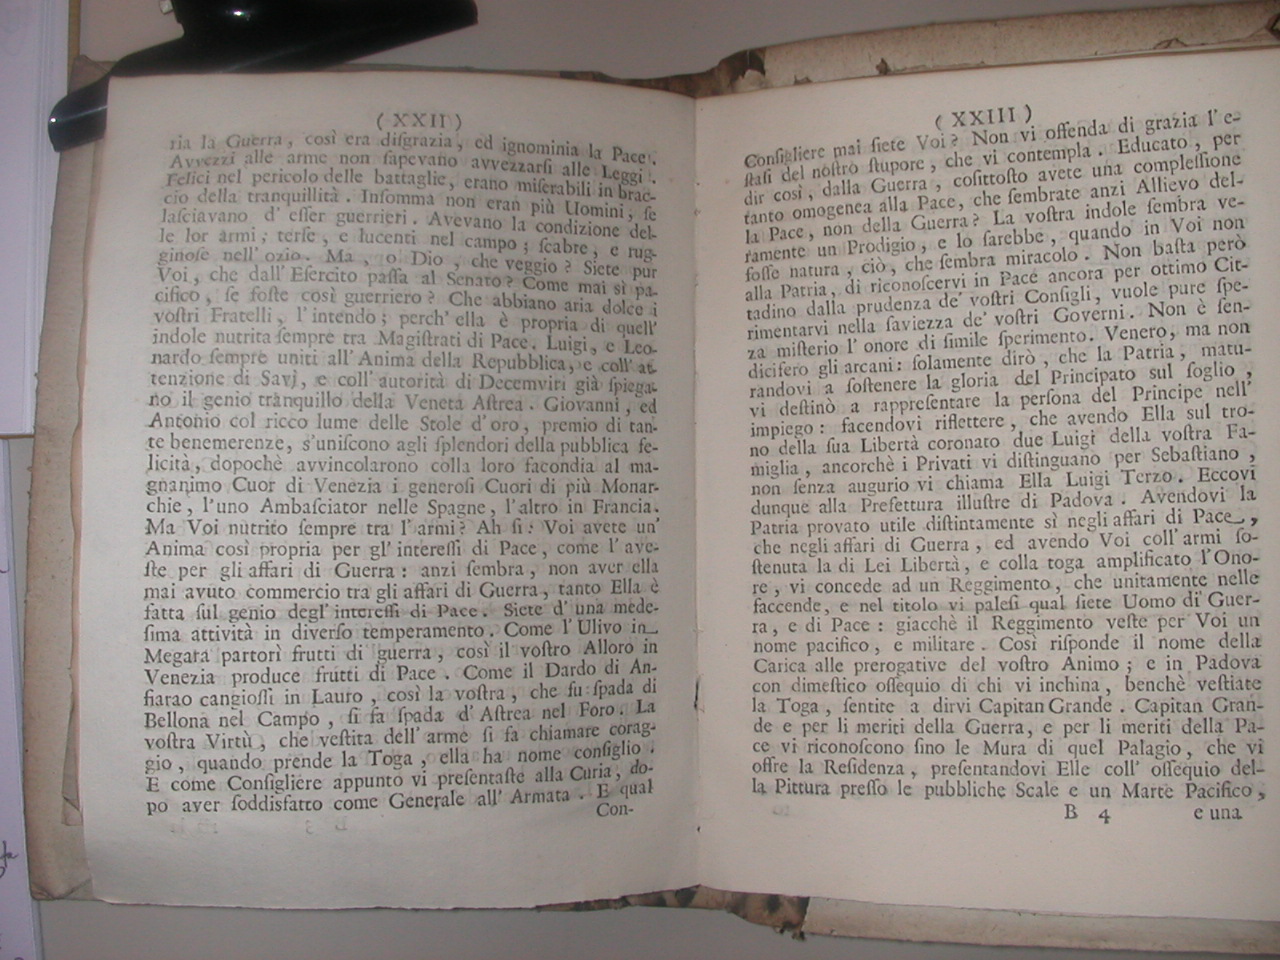 (XXII)
ria la Guerra, così era diſgrazia, ed ignominia la Pace.
Avvezzi alle arme non ſapevano avvezzarſi alle Leggi.
Felici nel pericolo delle battaglie, erano miſerabili in brac-
cio della tranquillità. Inſomma non eran più Uomini, ſe
laſciavano d' eſſer guerrieri. Avevano la condizione del-
le lor armi; terſe, e lucenti nel campo; ſcabre, e rug-
ginoſe nell' ozio. Ma, o Dio, che veggio? Siete pur
Voi, che dall' Eſercito paſſa al Senato? Come mai sì pa-
cifico, ſe foſte così guerriero? Che abbiano aria dolce i
voſtri Fratelli, l'intendo; perch' ella è propria di quell'
indole nutrita ſempre tra Magiſtrati di Pace. Luigi, e Leo-
nardo ſempre uniti all' Anima della Repubblica, e coll' at-
tenzione di Savj, e coll' autorità di Decemviri già ſpiega-
no il genio tranquillo della Veneta Aſtrea. Giovanni, ed
Antonio col ricco lume delle Stole d'oro, premio di tan-
te benemerenze, s'uniſcono agli ſplendori della pubblica fe-
licità, dopochè avvincolarono colla loro facondia al ma-
gnanimo Cuor di Venezia i generoſi Cuori di più Monar-
chie, l'uno Ambaſciator nelle Spagne, l'altro in Francia.
Ma Voi nutrito ſempre tra l'armi? Ah ſi: Voi avete un'
Anima così propria per gl' intereſſi di Pace, come l' ave-
ſte per gli affari di Guerra: anzi ſembra, non aver ella
mai avuto commercio tra gli affari di Guerra, tanto Ella è
fatta ſul genio degl' intereſſi di Pace. Siete d' una mede-
ſima attività in diverſo temperamento. Come l'Ulivo in
Megara partorì frutti di guerra, così il voſtro Alloro in
Venezia produce frutti di Pace. Come il Dardo di An-
fiarao cangioſſi in Lauro, così la voſtra, che fu ſpada di
Bellona nel Campo, ſi fa ſpada d' Aſtrea nel Foro. La
voſtra Virtù, che veſtita dell' arme ſi fa chiamare corag-
gio, quando prende la Toga, ella ha nome conſiglio.
E come Conſigliere appunto vi preſentaſte alla Curia, do-
po aver ſoddisfatto come Generale all' Armata. E qual
Con-
(XXIII)
Conſigliere mai ſiete Voi? Non vi offenda di grazia l' e-
ſtaſi del noſtro ſtupore, che vi contempla. Educato, per
dir così, dalla Guerra, coſittoſto avete una compleſſione
tanto omogenea alla Pace, che ſembrate anzi Allievo del-
la Pace, non della Guerra? La voſtra indole ſembra ve-
ramente un Prodigio, e lo ſarebbe, quando in Voi non
foſſe natura, ciò, che ſembra miracolo. Non baſta però
alla Patria, di riconoſcervi in Pace ancora per ottimo Cit-
tadino dalla prudenza de' voſtri Conſigli, vuole pure ſpe-
rimentarvi nella ſaviezza de' voſtri Governi. Non è ſen-
za miſterio l' onore di ſimile ſperimento. Venero, ma non
dicifero gli arcani: ſolamente dirò, che la Patria, matu-
randovi a ſoſtenere la gloria del Principato sul ſoglio,
vi deſtinò a rappreſentare la perſona del Principe nell'
impiego: facendovi riflettere, che avendo Ella sul tro-
no della ſua Libertà coronato due Luigi della voſtra Fa-
miglia, ancorchè i Privati vi diſtinguano per Sebaſtiano,
non ſenza augurio vi chiama Ella Luigi Terzo. Eccovi
dunque alla Prefettura illuſtre di Padova. Avendovi la
Patria provato utile diſtintamente sì negli affari di Pace,
che negli affari di Guerra, ed avendo Voi coll' armi ſo-
ſtenuta la di Lei Libertà, e colla toga amplificato l'Ono-
re, vi concede ad un Reggimento, che unitamente nelle
faccende, e nel titolo vi paleſi qual ſiete Uomo di Guer-
ra, e di Pace: giacchè il Reggimento veſte per Voi un
nome pacifico, e militare. Così riſponde il nome della
Carica alle prerogative del voſtro Animo; e in Padova
con dimeſtico oſſequio di chi vi inchina, benchè veſtiate
la Toga, ſentite a dirvi Capitan Grande. Capitan Gran-
de e per li meriti della Guerra, e per li meriti della Pa-
ce vi riconoſcono ſino le Mura di quel Palagio, che vi
offre la Reſidenza, preſentandovi Elle coll' oſſequio del-
la Pittura preſſo le pubbliche Scale e un Marte Pacifico,
B 4 e una